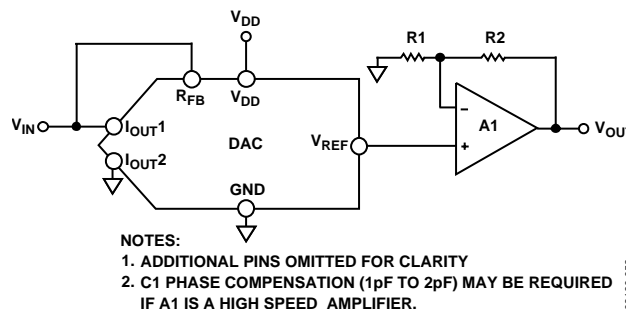 VDD
R1
R2
RFB
VDD
VIN
IOUT1
IOUT2
DAC
VREF
GND
A1
VOUT
NOTES:
1. ADDITIONAL PINS OMITTED FOR CLARITY
2. C1 PHASE COMPENSATION (1pF TO 2pF) MAY BE REQUIRED
IF A1 IS A HIGH SPEED AMPLIFIER.